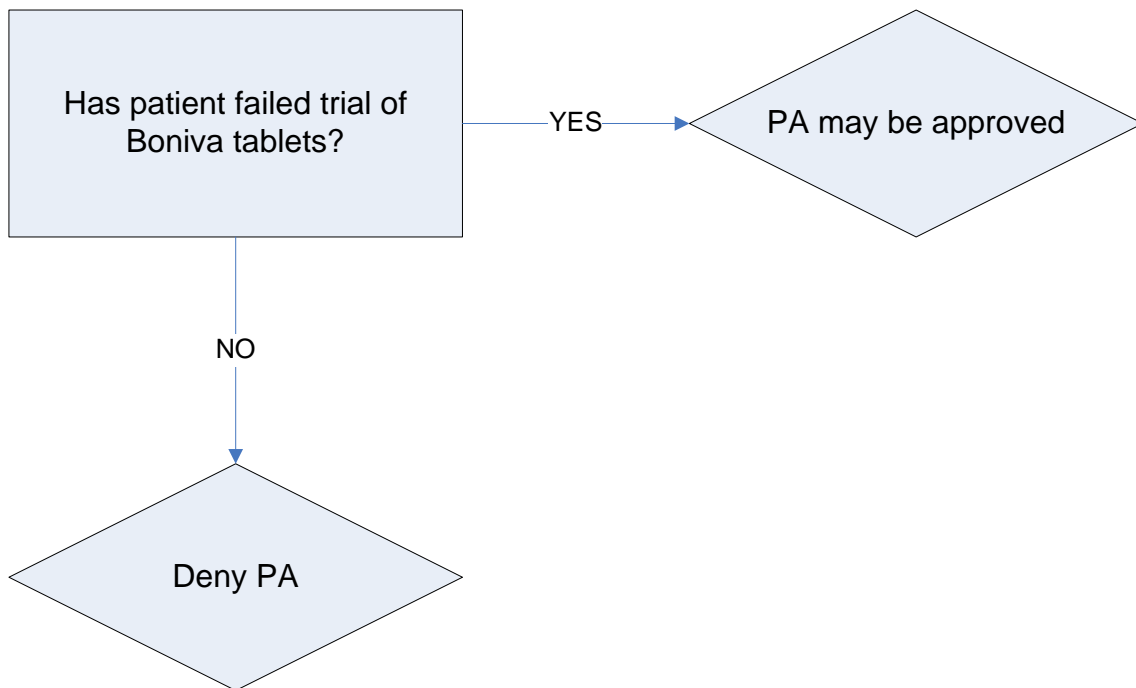 Has patient failed trial of
Boniva tablets?
YES
PA may be approved
NO
Deny PA